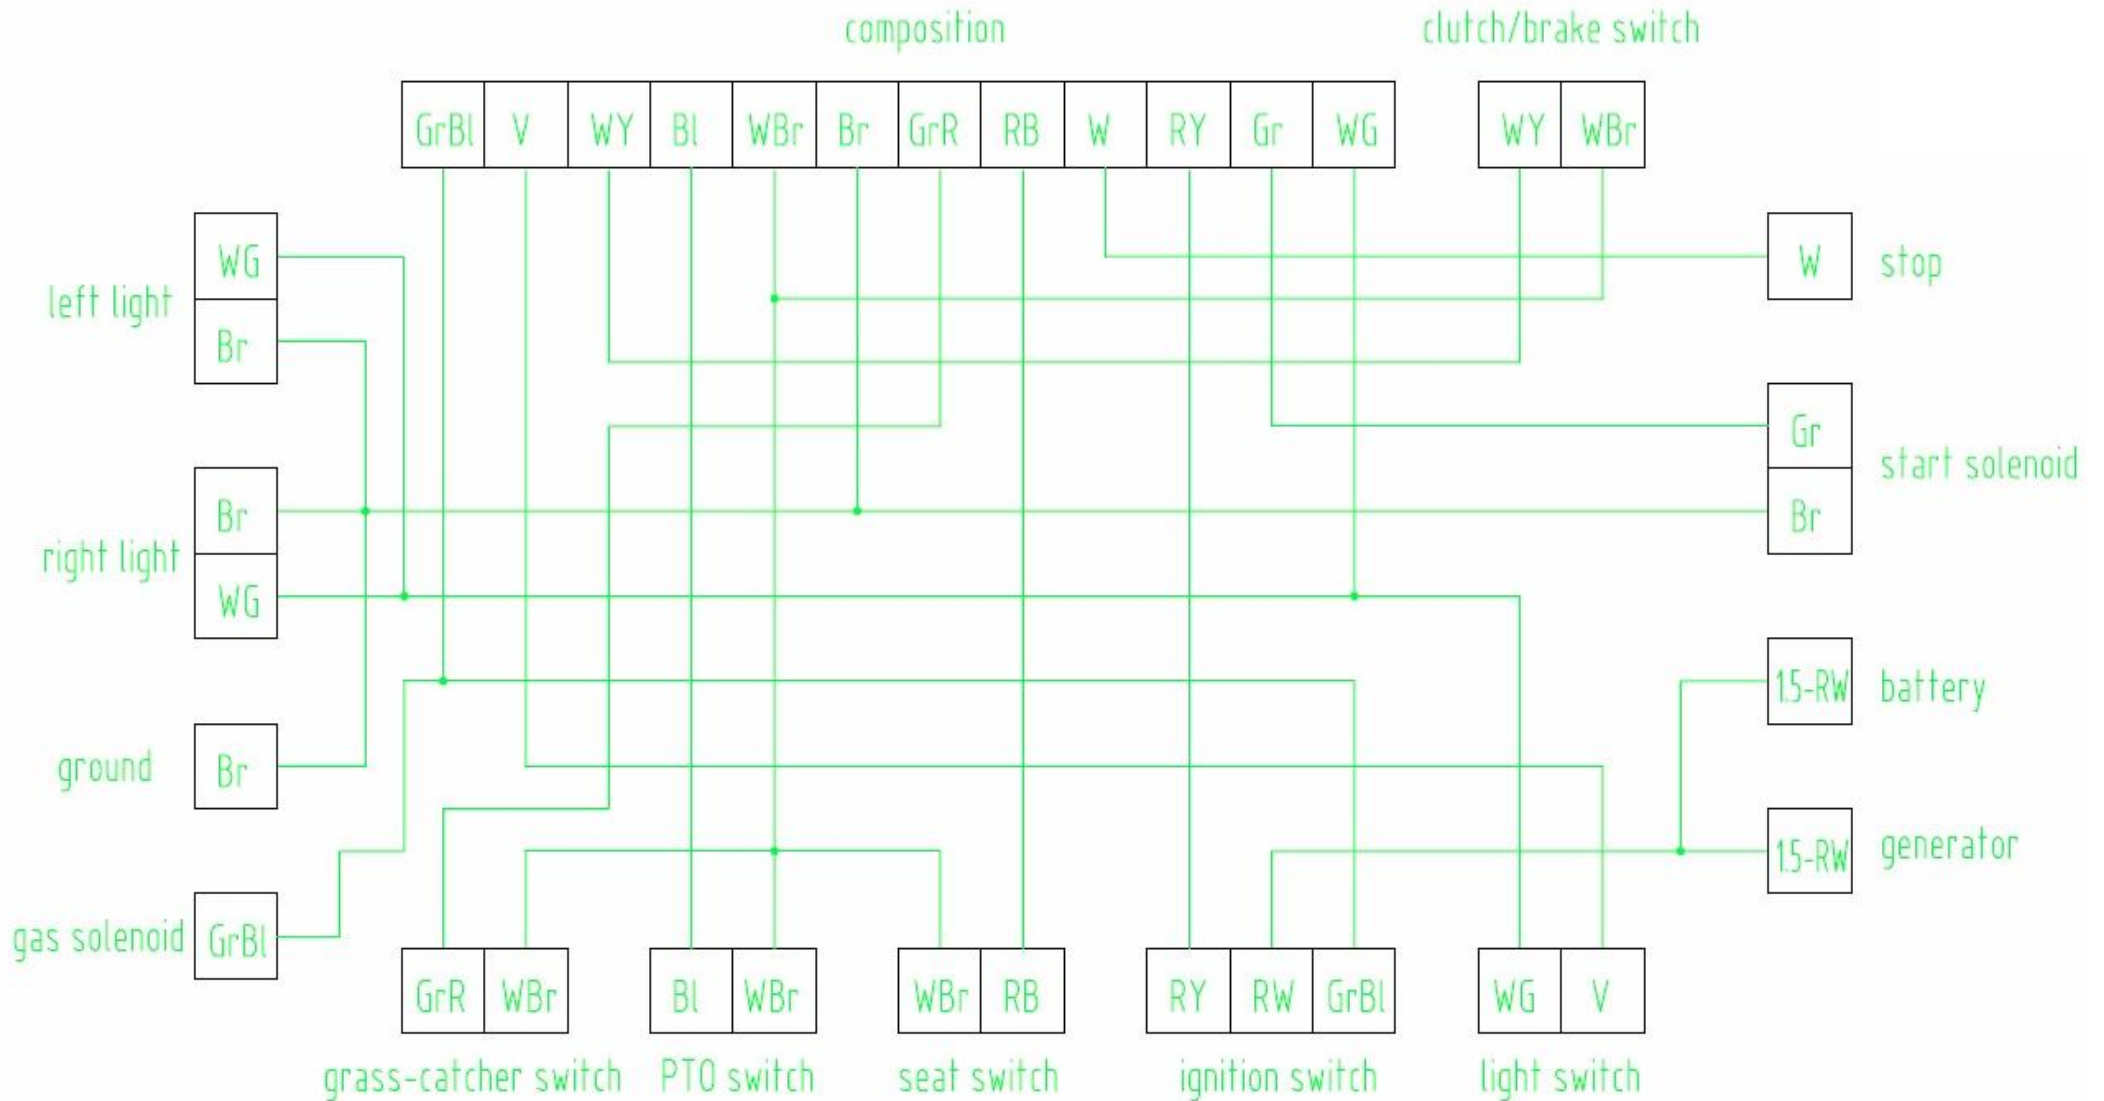 composition
clutch/brake switch
GrBl V WY Bl WBr Br GrR RB W RY Gr WG
WY WBr
WG
left light
Br
W stop
Gr
start solenoid
Br
Br
right light
WG
1.5-RW battery
ground Br
1.5-RW generator
gas solenoid GrBl
GrR WBr
Bl WBr
WBr RB
RY RW GrBl
WG V
grass-catcher switch
PTO switch
seat switch
ignition switch
light switch